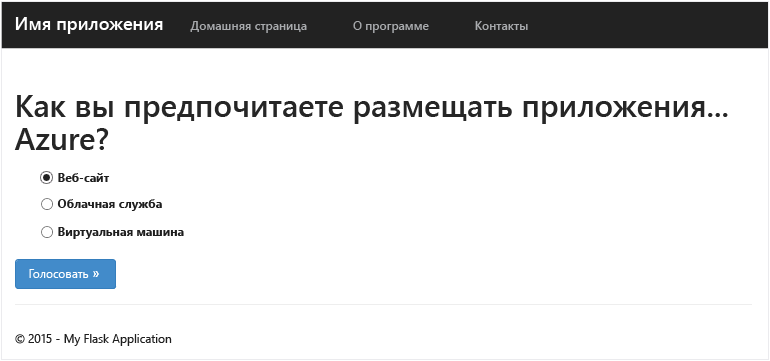 Имя приложения Домашняя страница О программе Контакты
Как вы предпочитаете размещать приложения...
Azure?
Веб-сайт
Облачная служба
Виртуальная машина
Голосовать »
© 2015 - My Flask Application